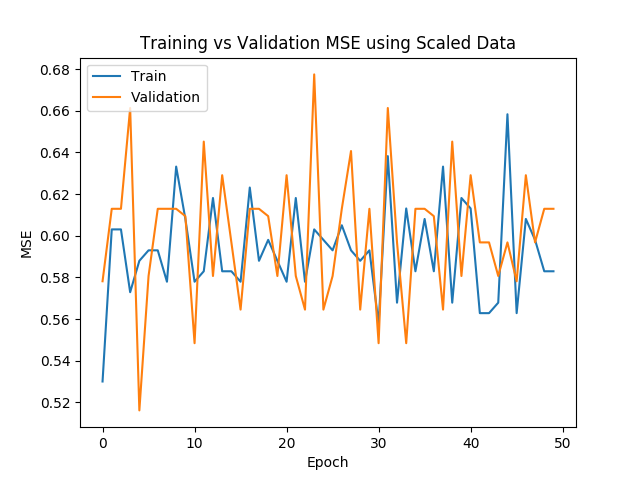 Training vs Validation MSE using Scaled Data
Train
Validation
0.68
0.66
0.64
0.62
0.60
0.58
0.56
0.54
0.52
MSE
0 10 20 30 40 50
Epoch